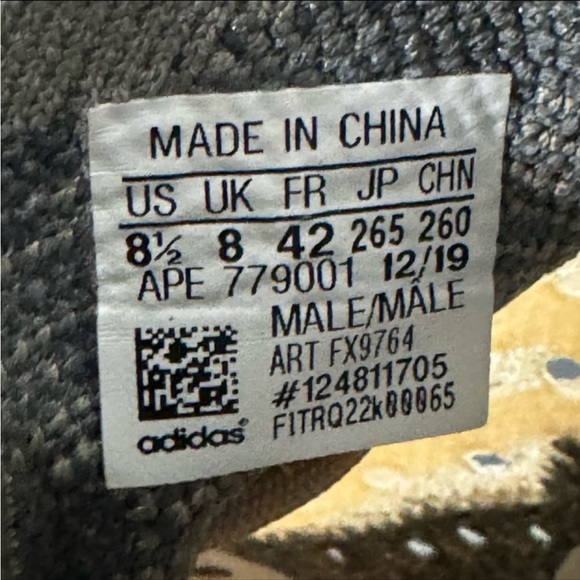 MADE IN CHINA
US UK FR JP CHN
8½ 8 42 265 260
APE 779001 12/19
MALE/MÂLE
ART FX9764
#124811705
F1TRQ22k00065
adidas